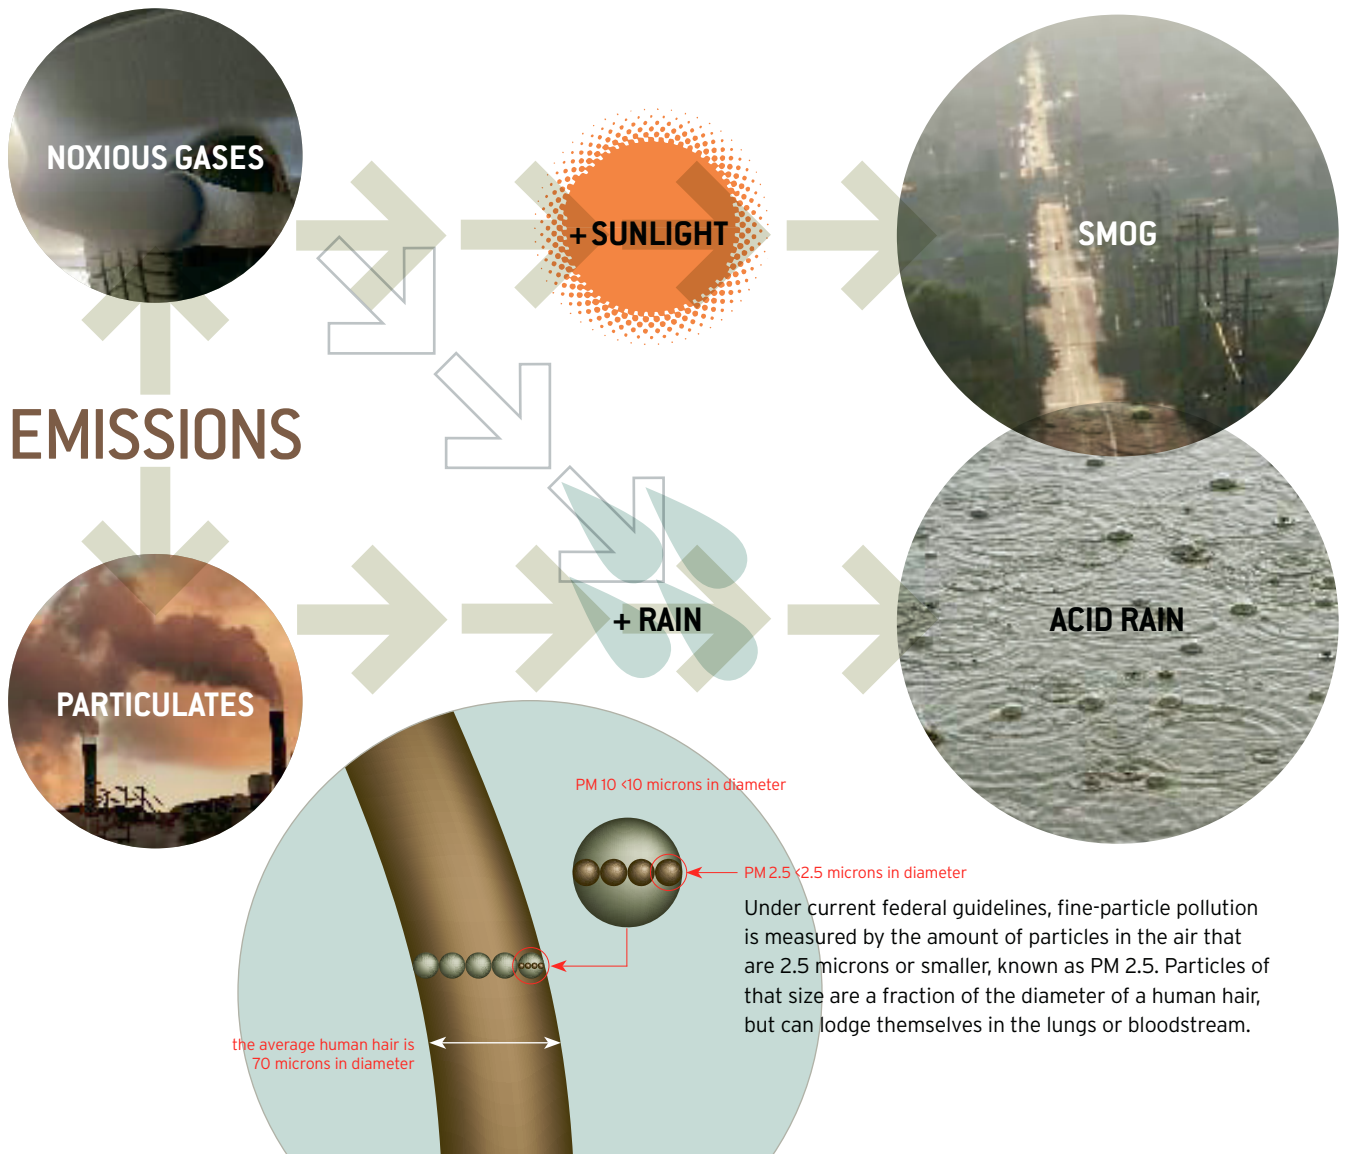 NOXIOUS GASES
+ SUNLIGHT
SMOG
EMISSIONS
+ RAIN
ACID RAIN
PARTICULATES
PM 10 <10 microns in diameter
PM 2.5 <2.5 microns in diameter
Under current federal guidelines, fine-particle pollution
is measured by the amount of particles in the air that
are 2.5 microns or smaller, known as PM 2.5. Particles of
that size are a fraction of the diameter of a human hair,
but can lodge themselves in the lungs or bloodstream.
the average human hair is
70 microns in diameter